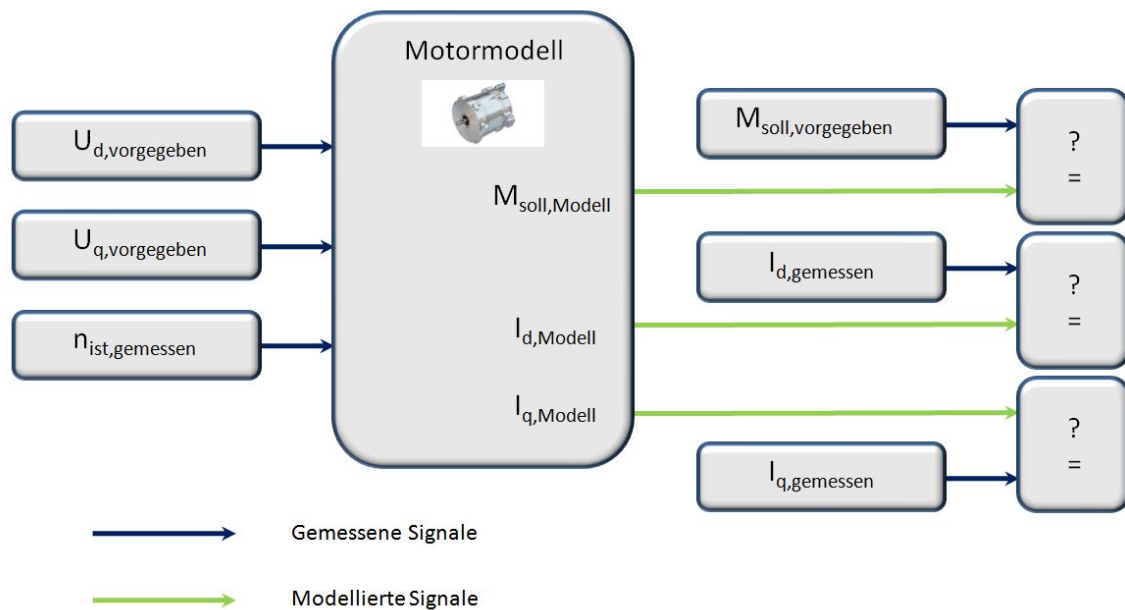 Motormodell
U_d,vorgegeben
U_q,vorgegeben
n_ist,gemessen
M_soll,Modell
I_d,Modell
I_q,Modell
M_soll,vorgegeben
?
=
I_d,gemessen
?
=
I_q,gemessen
?
=
Gemessene Signale
Modellierte Signale